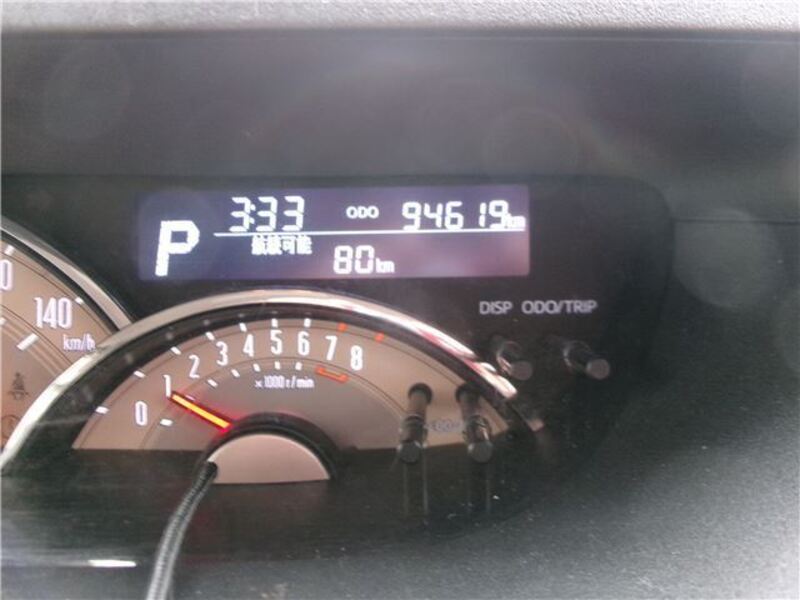 3:33 ODO 94619km
P
航続可能
80km
DISP ODO/TRIP
140
km/h
0 1 2 3 4 5 6 7 8
×1000r/min